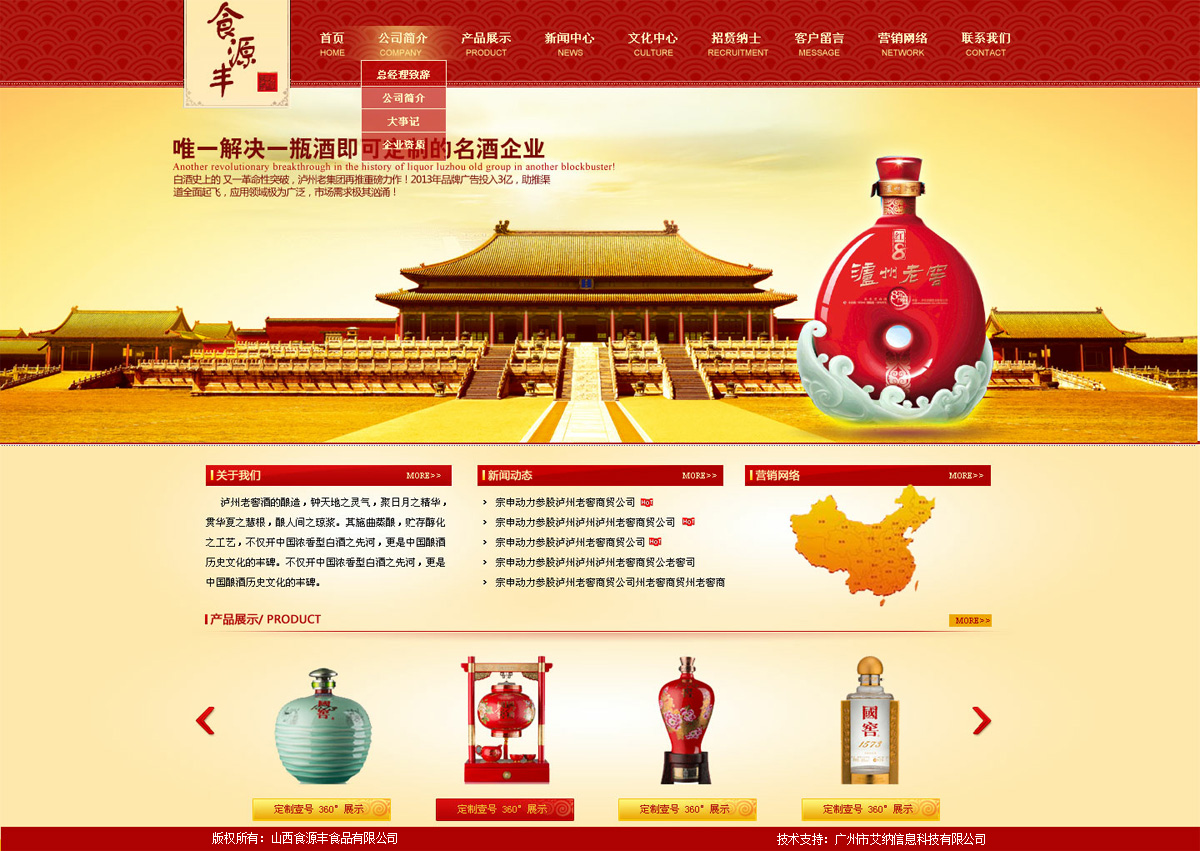 食源丰
首页 公司简介 产品展示 新闻中心 文化中心 招贤纳士 客户留言 营销网络 联系我们
HOME COMPANY PRODUCT NEWS CULTURE RECRUITMENT MESSAGE NETWORK CONTACT
总经理致辞
公司简介
大事记
企业资质
唯一解决一瓶酒即可定制的名酒企业
Another revolutionary breakthrough in the history of liquor luzhou old group in another blockbuster!
白酒史上的 又一革命性突破，泸州老集团再推重磅力作！2013年品牌广告投入3亿，助推渠
道全面起飞，应用领域极为广泛，市场需求极其汹涌！
泸州老窖
关于我们 MORE>>
泸州老窖酒的酿造，钟天地之灵气，聚日月之精华，
贯华夏之慧根，酿人间之琼浆。其施曲蒸酿，贮存醇化
之工艺，不仅开中国浓香型白酒之先河，更是中国酿酒
历史文化的丰碑。不仅开中国浓香型白酒之先河，更是
中国酿酒历史文化的丰碑。
新闻动态 MORE>>
宗申动力参股泸州老窖商贸公司 Hot
宗申动力参股泸州泸州泸州老窖商贸公司 Hot
宗申动力参股泸泸州老窖商贸公司 Hot
宗申动力参股泸州泸州老窖商贸公老窖司
宗申动力参股泸州老窖商贸公司州老窖商贸州老窖商
营销网络 MORE>>
产品展示/ PRODUCT MORE>>
國窖
國窖
1573
定制壹号 360°展示 定制壹号 360°展示 定制壹号 360°展示 定制壹号 360°展示
版权所有：山西食源丰食品有限公司 技术支持：广州市艾纳信息科技有限公司